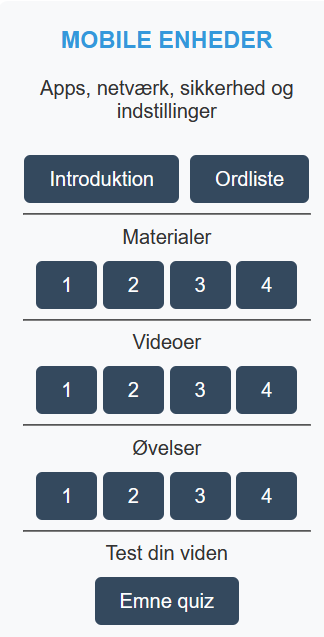 MOBILE ENHEDER
Apps, netværk, sikkerhed og
indstillinger
Introduktion Ordliste
Materialer
1 2 3 4
Videoer
1 2 3 4
Øvelser
1 2 3 4
Test din viden
Emne quiz